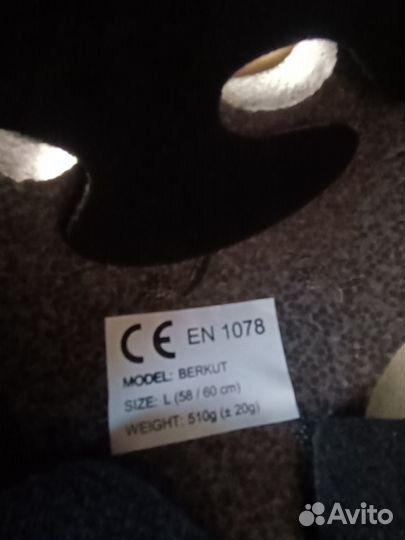 CE EN 1078
MODEL: BERKUT
SIZE: L (58 / 60 cm)
WEIGHT: 510g (± 20g)
Avito